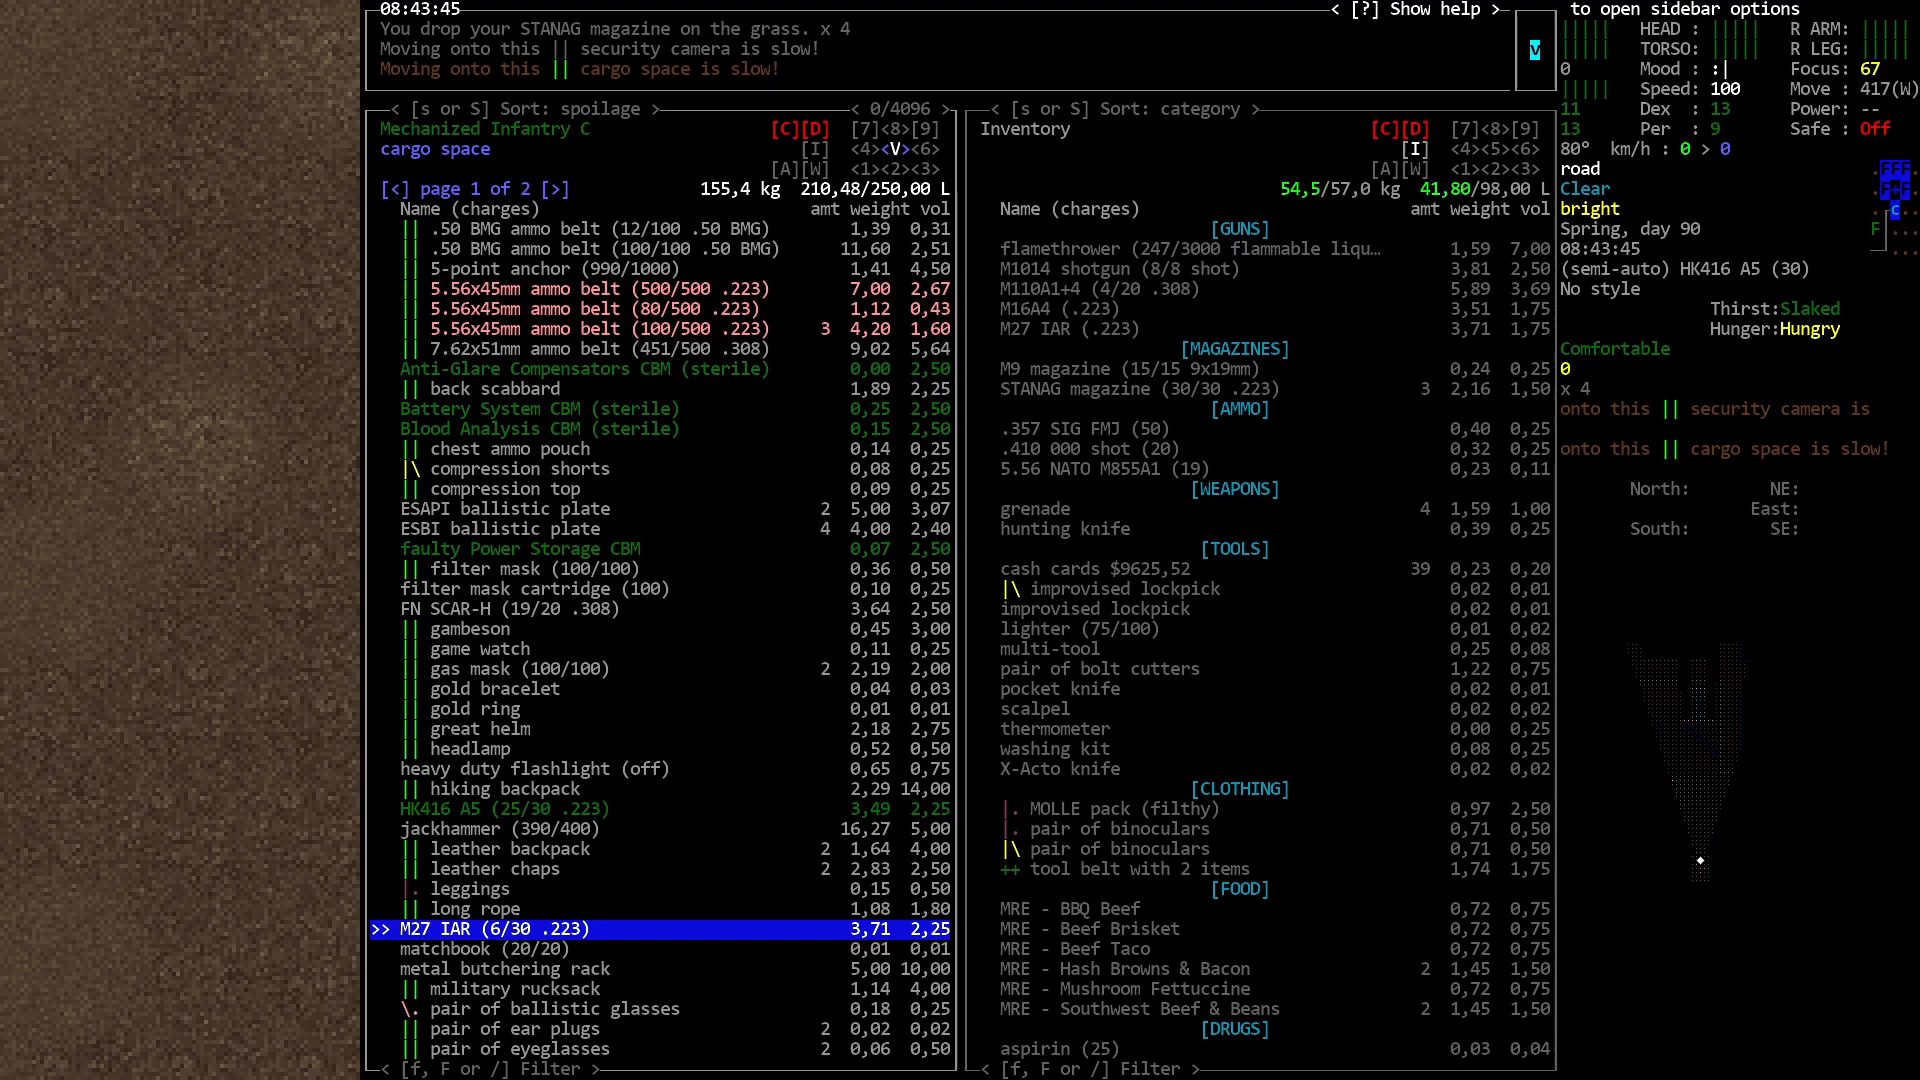 08:43:45 < [?] Show help >
You drop your STANAG magazine on the grass. x 4
Moving onto this || security camera is slow!
Moving onto this || cargo space is slow!
v
< [s or S] Sort: spoilage > < 0/4096 >
Mechanized Infantry C [C][D] [7]<8>[9]
cargo space [I] <4><V><6>
[A][W] <1><2><3>
[<] page 1 of 2 [>] 155,4 kg 210,48/250,00 L
Name (charges) amt weight vol
|| .50 BMG ammo belt (12/100 .50 BMG) 1,39 0,31
|| .50 BMG ammo belt (100/100 .50 BMG) 11,60 2,51
|| 5-point anchor (990/1000) 1,41 4,50
|| 5.56x45mm ammo belt (500/500 .223) 7,00 2,67
|| 5.56x45mm ammo belt (80/500 .223) 1,12 0,43
|| 5.56x45mm ammo belt (100/500 .223) 3 4,20 1,60
|| 7.62x51mm ammo belt (451/500 .308) 9,02 5,64
Anti-Glare Compensators CBM (sterile) 0,00 2,50
|| back scabbard 1,89 2,25
Battery System CBM (sterile) 0,25 2,50
Blood Analysis CBM (sterile) 0,15 2,50
|| chest ammo pouch 0,14 0,25
|\ compression shorts 0,08 0,25
|| compression top 0,09 0,25
ESAPI ballistic plate 2 5,00 3,07
ESBI ballistic plate 4 4,00 2,40
faulty Power Storage CBM 0,07 2,50
|| filter mask (100/100) 0,36 0,50
filter mask cartridge (100) 0,10 0,25
FN SCAR-H (19/20 .308) 3,64 2,50
|| gambeson 0,45 3,00
|| game watch 0,11 0,25
|| gas mask (100/100) 2 2,19 2,00
|| gold bracelet 0,04 0,03
|| gold ring 0,01 0,01
|| great helm 2,18 2,75
|| headlamp 0,52 0,50
heavy duty flashlight (off) 0,65 0,75
|| hiking backpack 2,29 14,00
HK416 A5 (25/30 .223) 3,49 2,25
jackhammer (390/400) 16,27 5,00
|| leather backpack 2 1,64 4,00
|| leather chaps 2 2,83 2,50
|. leggings 0,15 0,50
|| long rope 1,08 1,80
>> M27 IAR (6/30 .223) 3,71 2,25
matchbook (20/20) 0,01 0,01
metal butchering rack 5,00 10,00
|| military rucksack 1,14 4,00
\. pair of ballistic glasses 0,18 0,25
|| pair of ear plugs 2 0,02 0,02
|| pair of eyeglasses 2 0,06 0,50
< [f, F or /] Filter >
< [s or S] Sort: category >
Inventory [C][D] [7]<8>[9]
[I] <4><5><6>
[A][W] <1><2><3>
54,5/57,0 kg 41,80/98,00 L
Name (charges) amt weight vol
[GUNS]
flamethrower (247/3000 flammable liqu… 1,59 7,00
M1014 shotgun (8/8 shot) 3,81 2,50
M110A1+4 (4/20 .308) 5,89 3,69
M16A4 (.223) 3,51 1,75
M27 IAR (.223) 3,71 1,75
[MAGAZINES]
M9 magazine (15/15 9x19mm) 0,24 0,25
STANAG magazine (30/30 .223) 3 2,16 1,50
[AMMO]
.357 SIG FMJ (50) 0,40 0,25
.410 000 shot (20) 0,32 0,25
5.56 NATO M855A1 (19) 0,23 0,11
[WEAPONS]
grenade 4 1,59 1,00
hunting knife 0,39 0,25
[TOOLS]
cash cards $9625,52 39 0,23 0,20
|\ improvised lockpick 0,02 0,01
improvised lockpick 0,02 0,01
lighter (75/100) 0,01 0,02
multi-tool 0,25 0,08
pair of bolt cutters 1,22 0,75
pocket knife 0,02 0,01
scalpel 0,02 0,02
thermometer 0,00 0,25
washing kit 0,08 0,25
X-Acto knife 0,02 0,02
[CLOTHING]
|. MOLLE pack (filthy) 0,97 2,50
|. pair of binoculars 0,71 0,50
|\ pair of binoculars 0,71 0,50
++ tool belt with 2 items 1,74 1,75
[FOOD]
MRE - BBQ Beef 0,72 0,75
MRE - Beef Brisket 0,72 0,75
MRE - Beef Taco 0,72 0,75
MRE - Hash Browns & Bacon 2 1,45 1,50
MRE - Mushroom Fettuccine 0,72 0,75
MRE - Southwest Beef & Beans 2 1,45 1,50
[DRUGS]
aspirin (25) 0,03 0,04
< [f, F or /] Filter >
to open sidebar options
||||| HEAD : ||||| R ARM: |||||
||||| TORSO: ||||| R LEG: |||||
0 Mood : :| Focus: 67
||||| Speed: 100 Move : 417(W)
11 Dex : 13 Power: --
13 Per : 9 Safe : Off
80° km/h : 0 > 0
road
Clear
bright
Spring, day 90
08:43:45
(semi-auto) HK416 A5 (30)
No style
.FFF.
.F+F.
.c..
F
Thirst:Slaked
Hunger:Hungry
Comfortable
0
x 4
onto this || security camera is
onto this || cargo space is slow!
North: NE:
East:
South: SE: